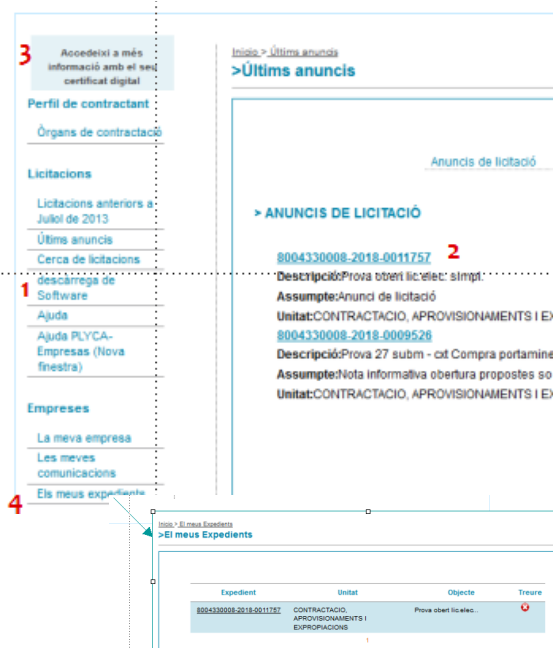 3
Accedeixi a més
informació amb el seu
certificat digital
Perfil de contractant
Òrgans de contractació
Licitacions
Licitacions anteriors a
Juliol de 2013
Últims anuncis
Cerca de licitacions
1
descàrrega de
Software
Ajuda
Ajuda PLYCA-
Empresas (Nova
finestra)
Empreses
La meva empresa
Les meves
comunicacions
4
Els meus expedients
Inicio > Últims anuncis
>Últims anuncis
Anuncis de licitació
> ANUNCIS DE LICITACIÓ
8004330008-2018-0011757 2
Descripció:Prova obert lic.elec. simpl.
Assumpte:Anunci de licitació
Unitat:CONTRACTACIO, APROVISIONAMENTS I EX
8004330008-2018-0009526
Descripció:Prova 27 subm - cxt Compra portamine
Assumpte:Nota informativa obertura propostes so
Unitat:CONTRACTACIO, APROVISIONAMENTS I EX
Inicio > El meus Expedients
>El meus Expedients
Expedient Unitat Objecte Treure
8004330008-2018-0011757 CONTRACTACIO, Prova obert lic.elec...
APROVISIONAMENTS I
EXPROPIACIONS
1